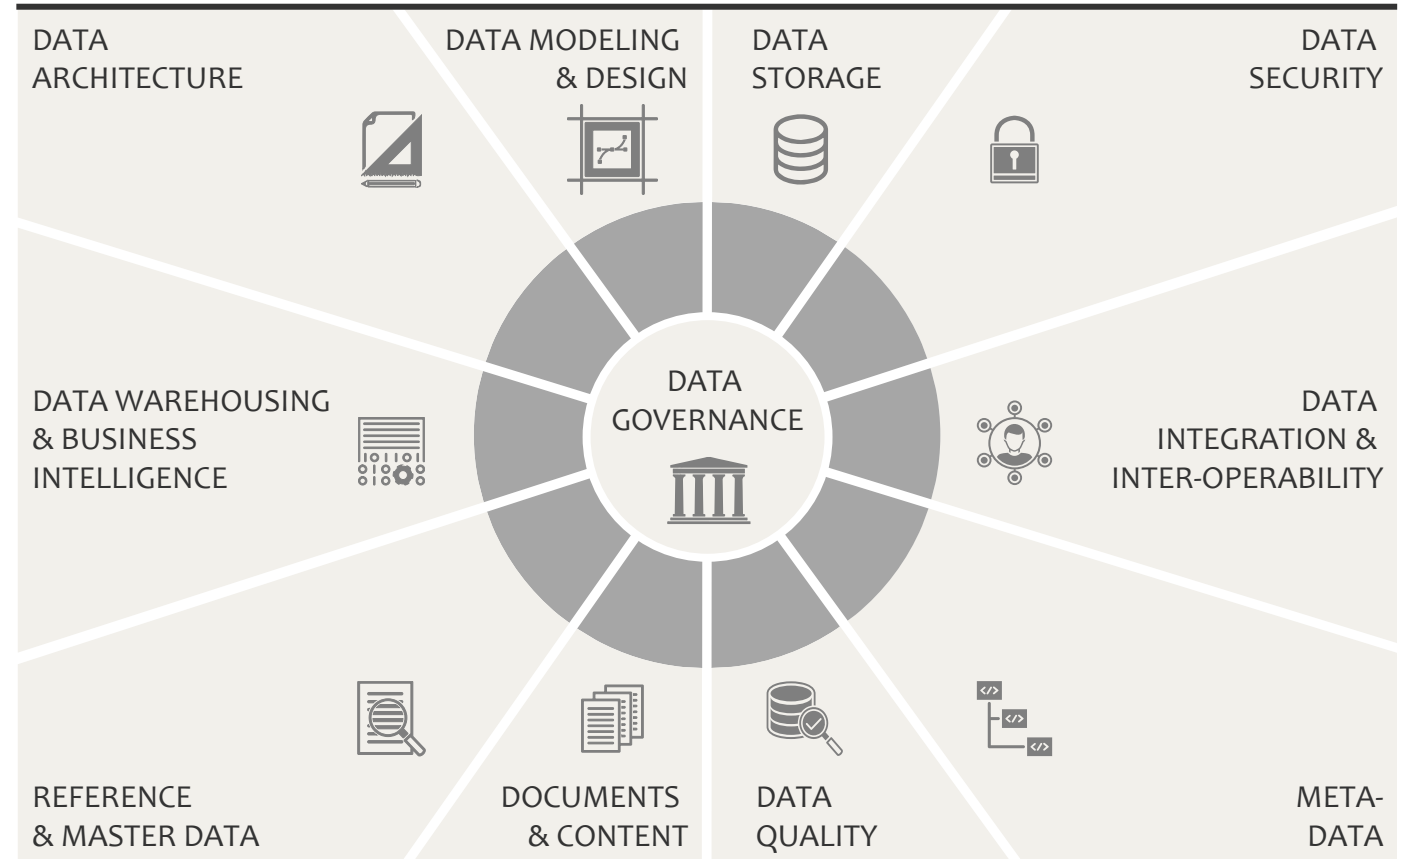 DATA
ARCHITECTURE
DATA MODELING
& DESIGN
DATA
STORAGE
DATA
SECURITY
DATA WAREHOUSING
& BUSINESS
INTELLIGENCE
DATA
GOVERNANCE
DATA
INTEGRATION &
INTER-OPERABILITY
REFERENCE
& MASTER DATA
DOCUMENTS
& CONTENT
DATA
QUALITY
META-
DATA